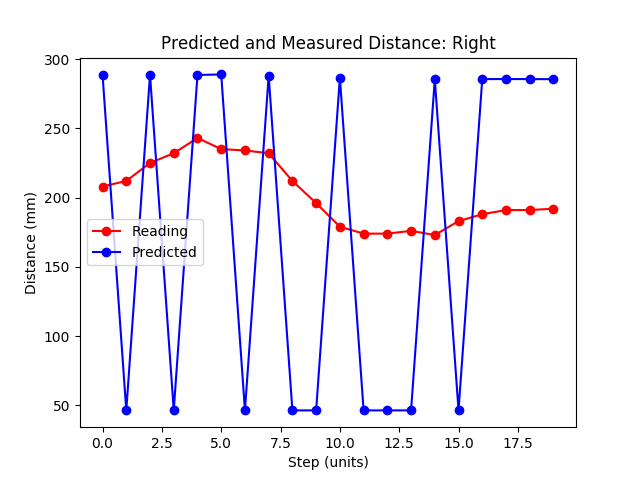 Predicted and Measured Distance: Right
300
250
200
150
100
50
Distance (mm)
Reading
Predicted
0.0 2.5 5.0 7.5 10.0 12.5 15.0 17.5
Step (units)